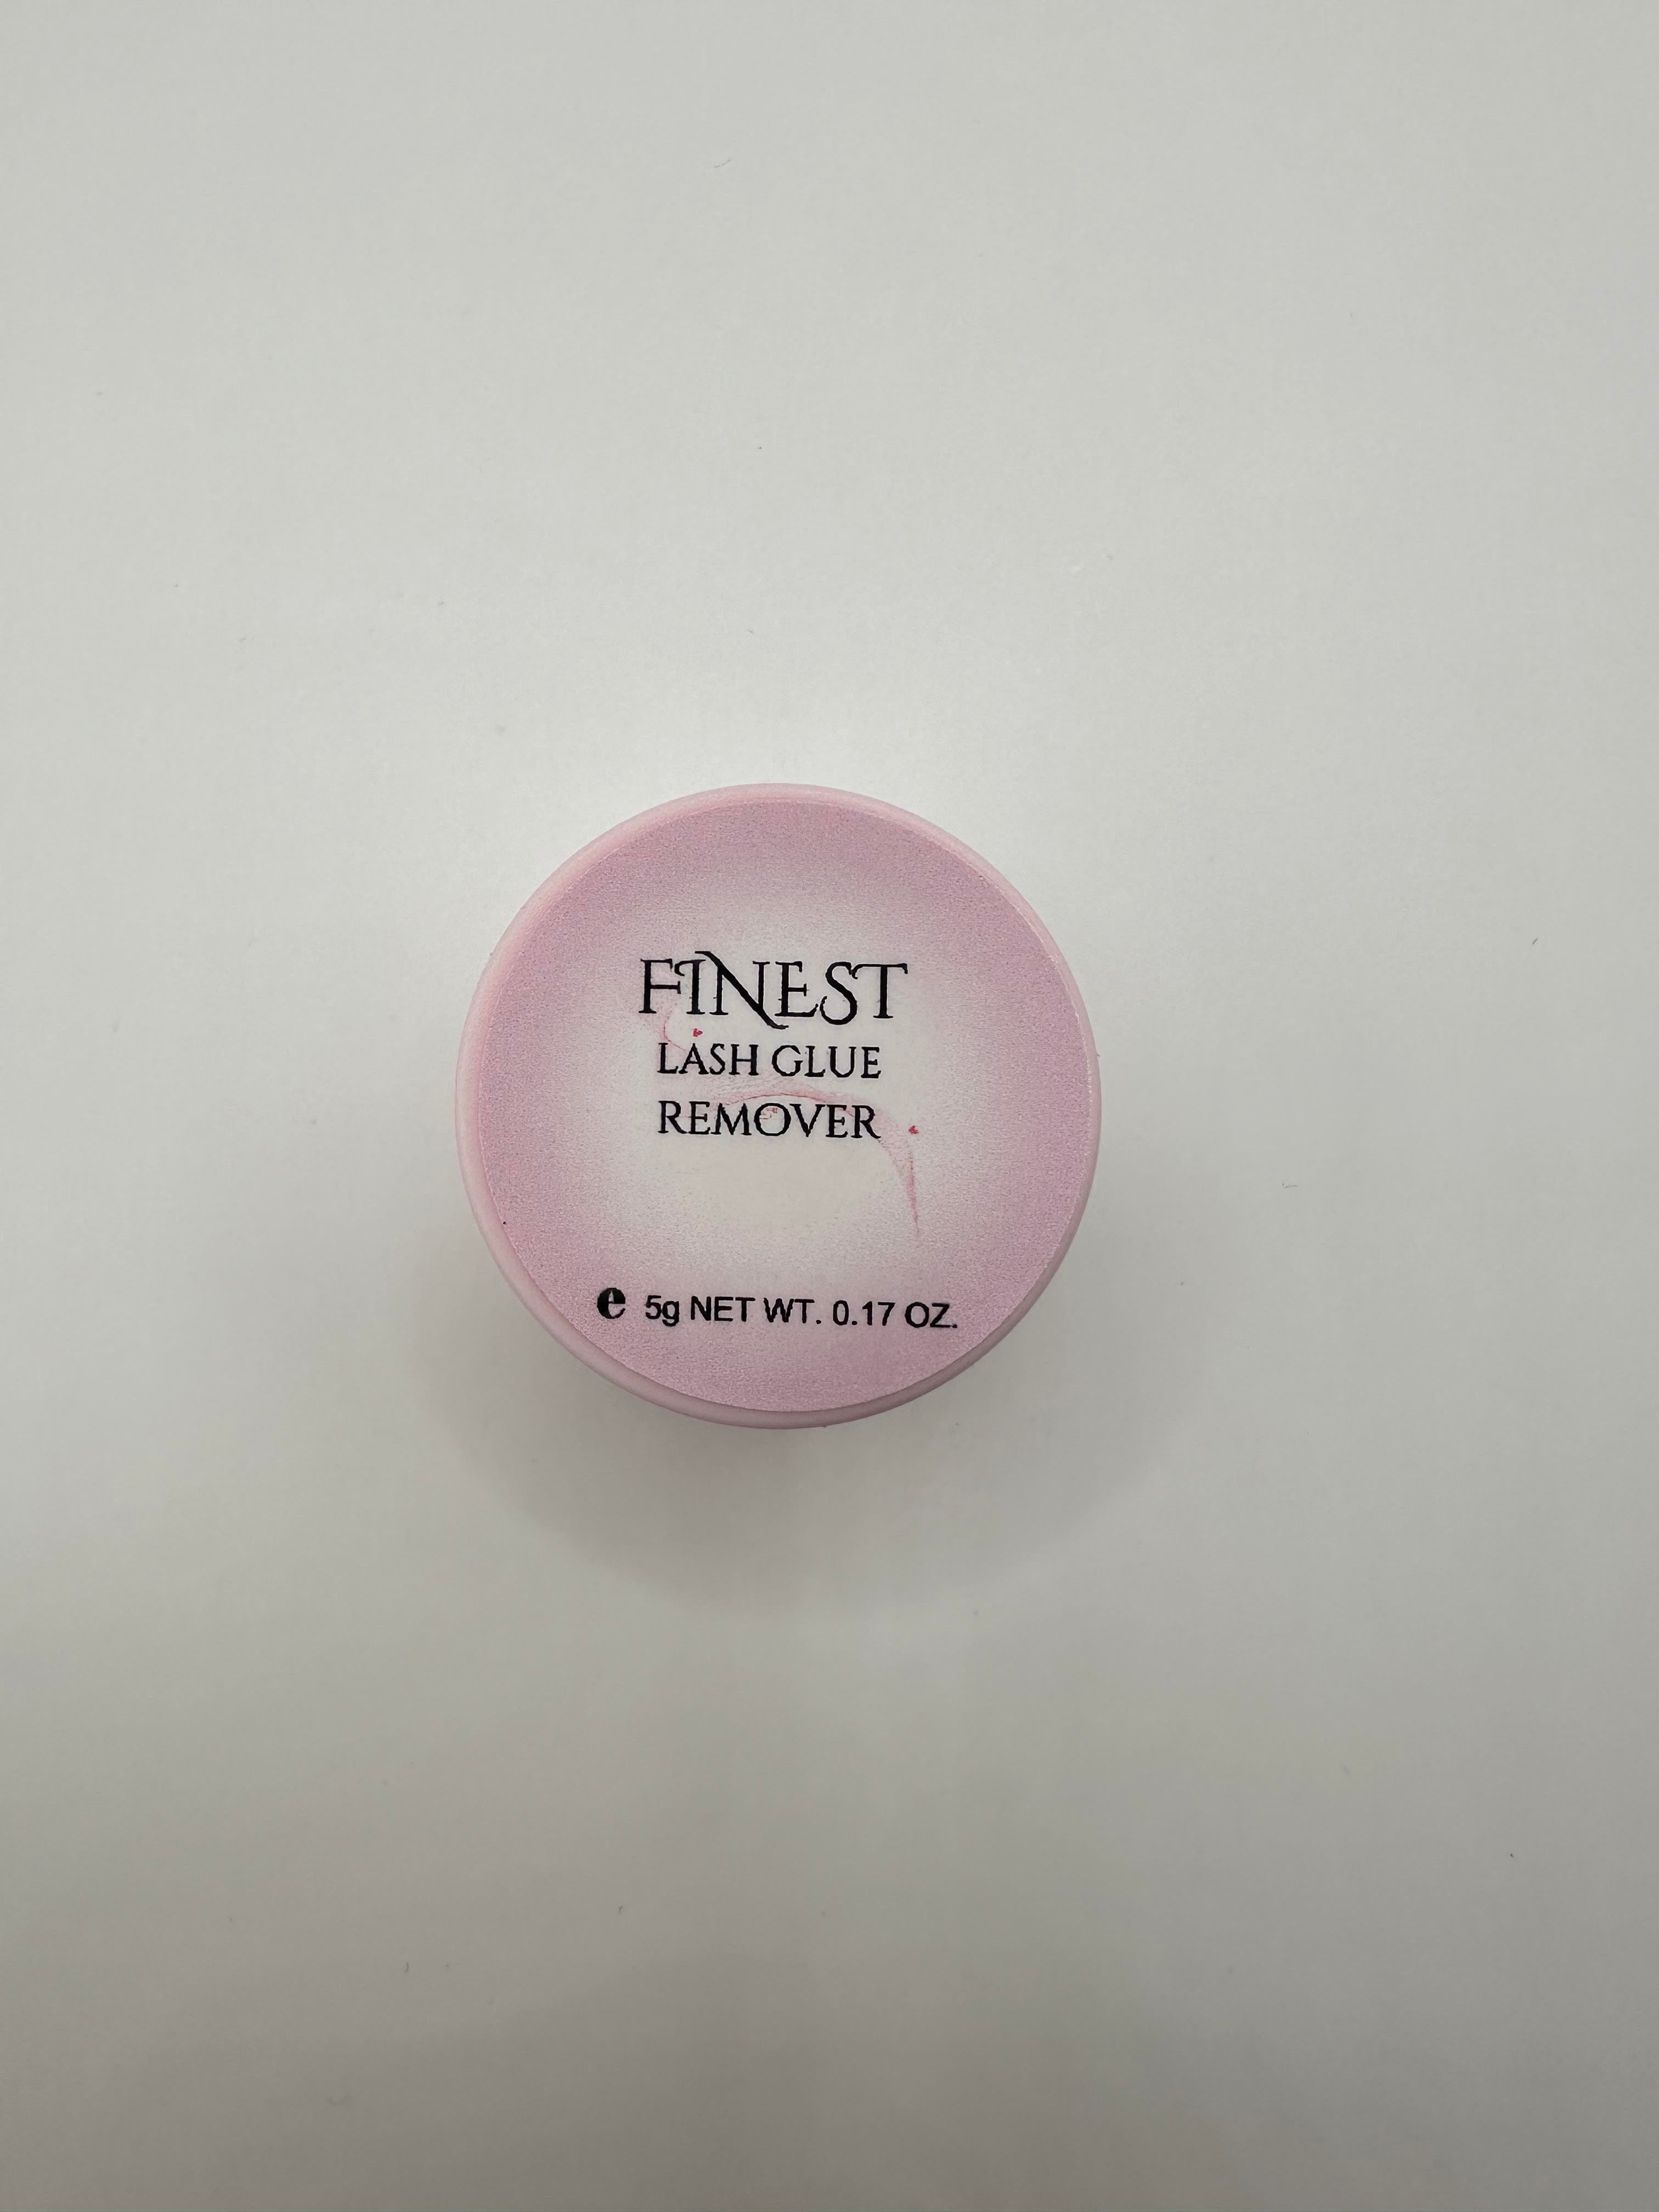 FINEST
LASH GLUE
REMOVER
e 5g NET WT. 0.17 OZ.